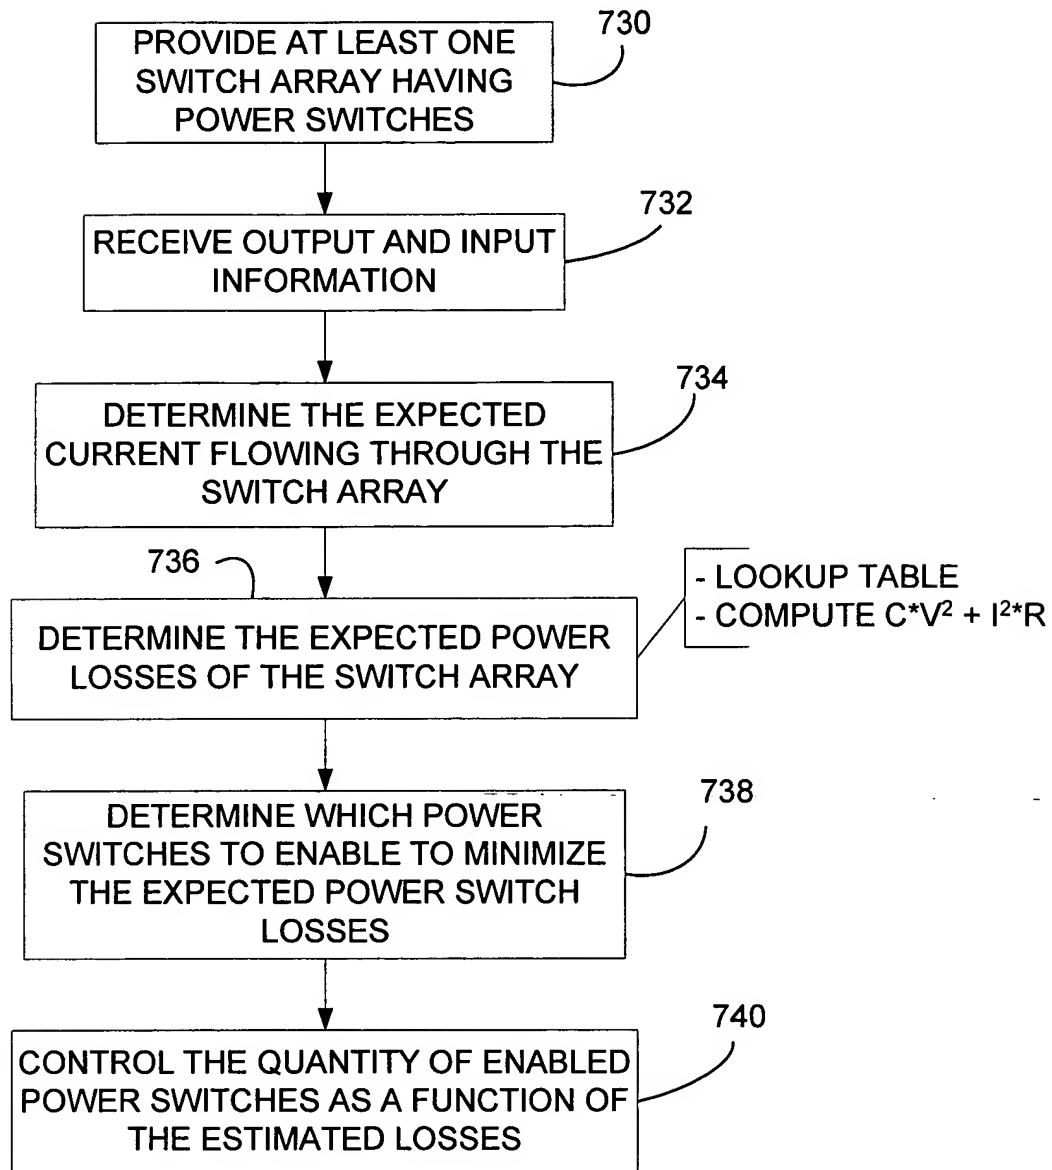 730
PROVIDE AT LEAST ONE
SWITCH ARRAY HAVING
POWER SWITCHES
732
RECEIVE OUTPUT AND INPUT
INFORMATION
734
DETERMINE THE EXPECTED
CURRENT FLOWING THROUGH THE
SWITCH ARRAY
736
DETERMINE THE EXPECTED POWER
LOSSES OF THE SWITCH ARRAY
- LOOKUP TABLE
- COMPUTE C*V² + I²*R
738
DETERMINE WHICH POWER
SWITCHES TO ENABLE TO MINIMIZE
THE EXPECTED POWER SWITCH
LOSSES
740
CONTROL THE QUANTITY OF ENABLED
POWER SWITCHES AS A FUNCTION OF
THE ESTIMATED LOSSES